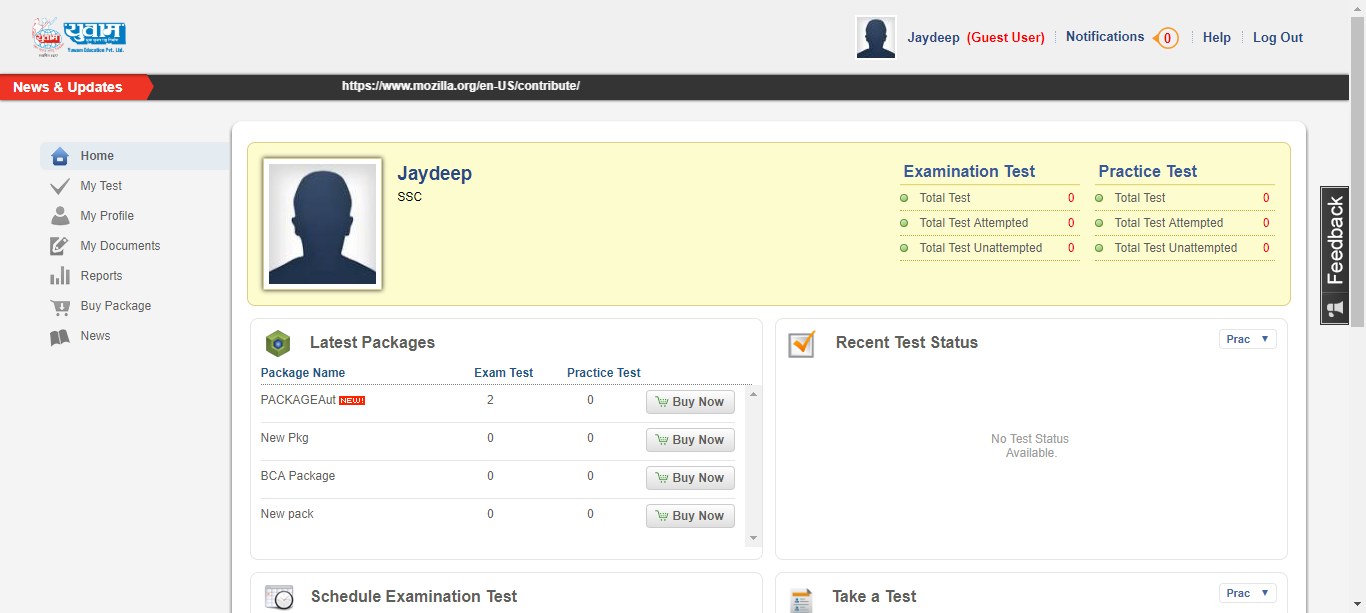 युवाम
युवाम
Yuwam Education Pvt. Ltd.
Jaydeep (Guest User)
Notifications 0
Help
Log Out
News & Updates
https://www.mozilla.org/en-US/contribute/
Home
My Test
My Profile
My Documents
Reports
Buy Package
News
Jaydeep
SSC
Examination Test
Total Test 0
Total Test Attempted 0
Total Test Unattempted 0
Practice Test
Total Test 0
Total Test Attempted 0
Total Test Unattempted 0
Feedback
Latest Packages
Package Name Exam Test Practice Test
PACKAGEAut NEW! 2 0 Buy Now
New Pkg 0 0 Buy Now
BCA Package 0 0 Buy Now
New pack 0 0 Buy Now
Recent Test Status
Prac
No Test Status
Available.
Schedule Examination Test
Take a Test
Prac